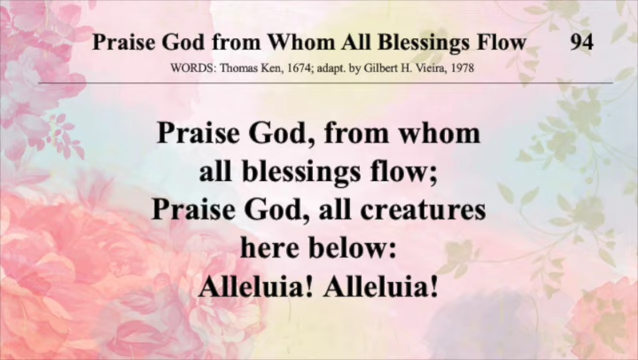 Praise God from Whom All Blessings Flow 94
WORDS: Thomas Ken, 1674; adapt. by Gilbert H. Vieira, 1978
Praise God, from whom
all blessings flow;
Praise God, all creatures
here below:
Alleluia! Alleluia!